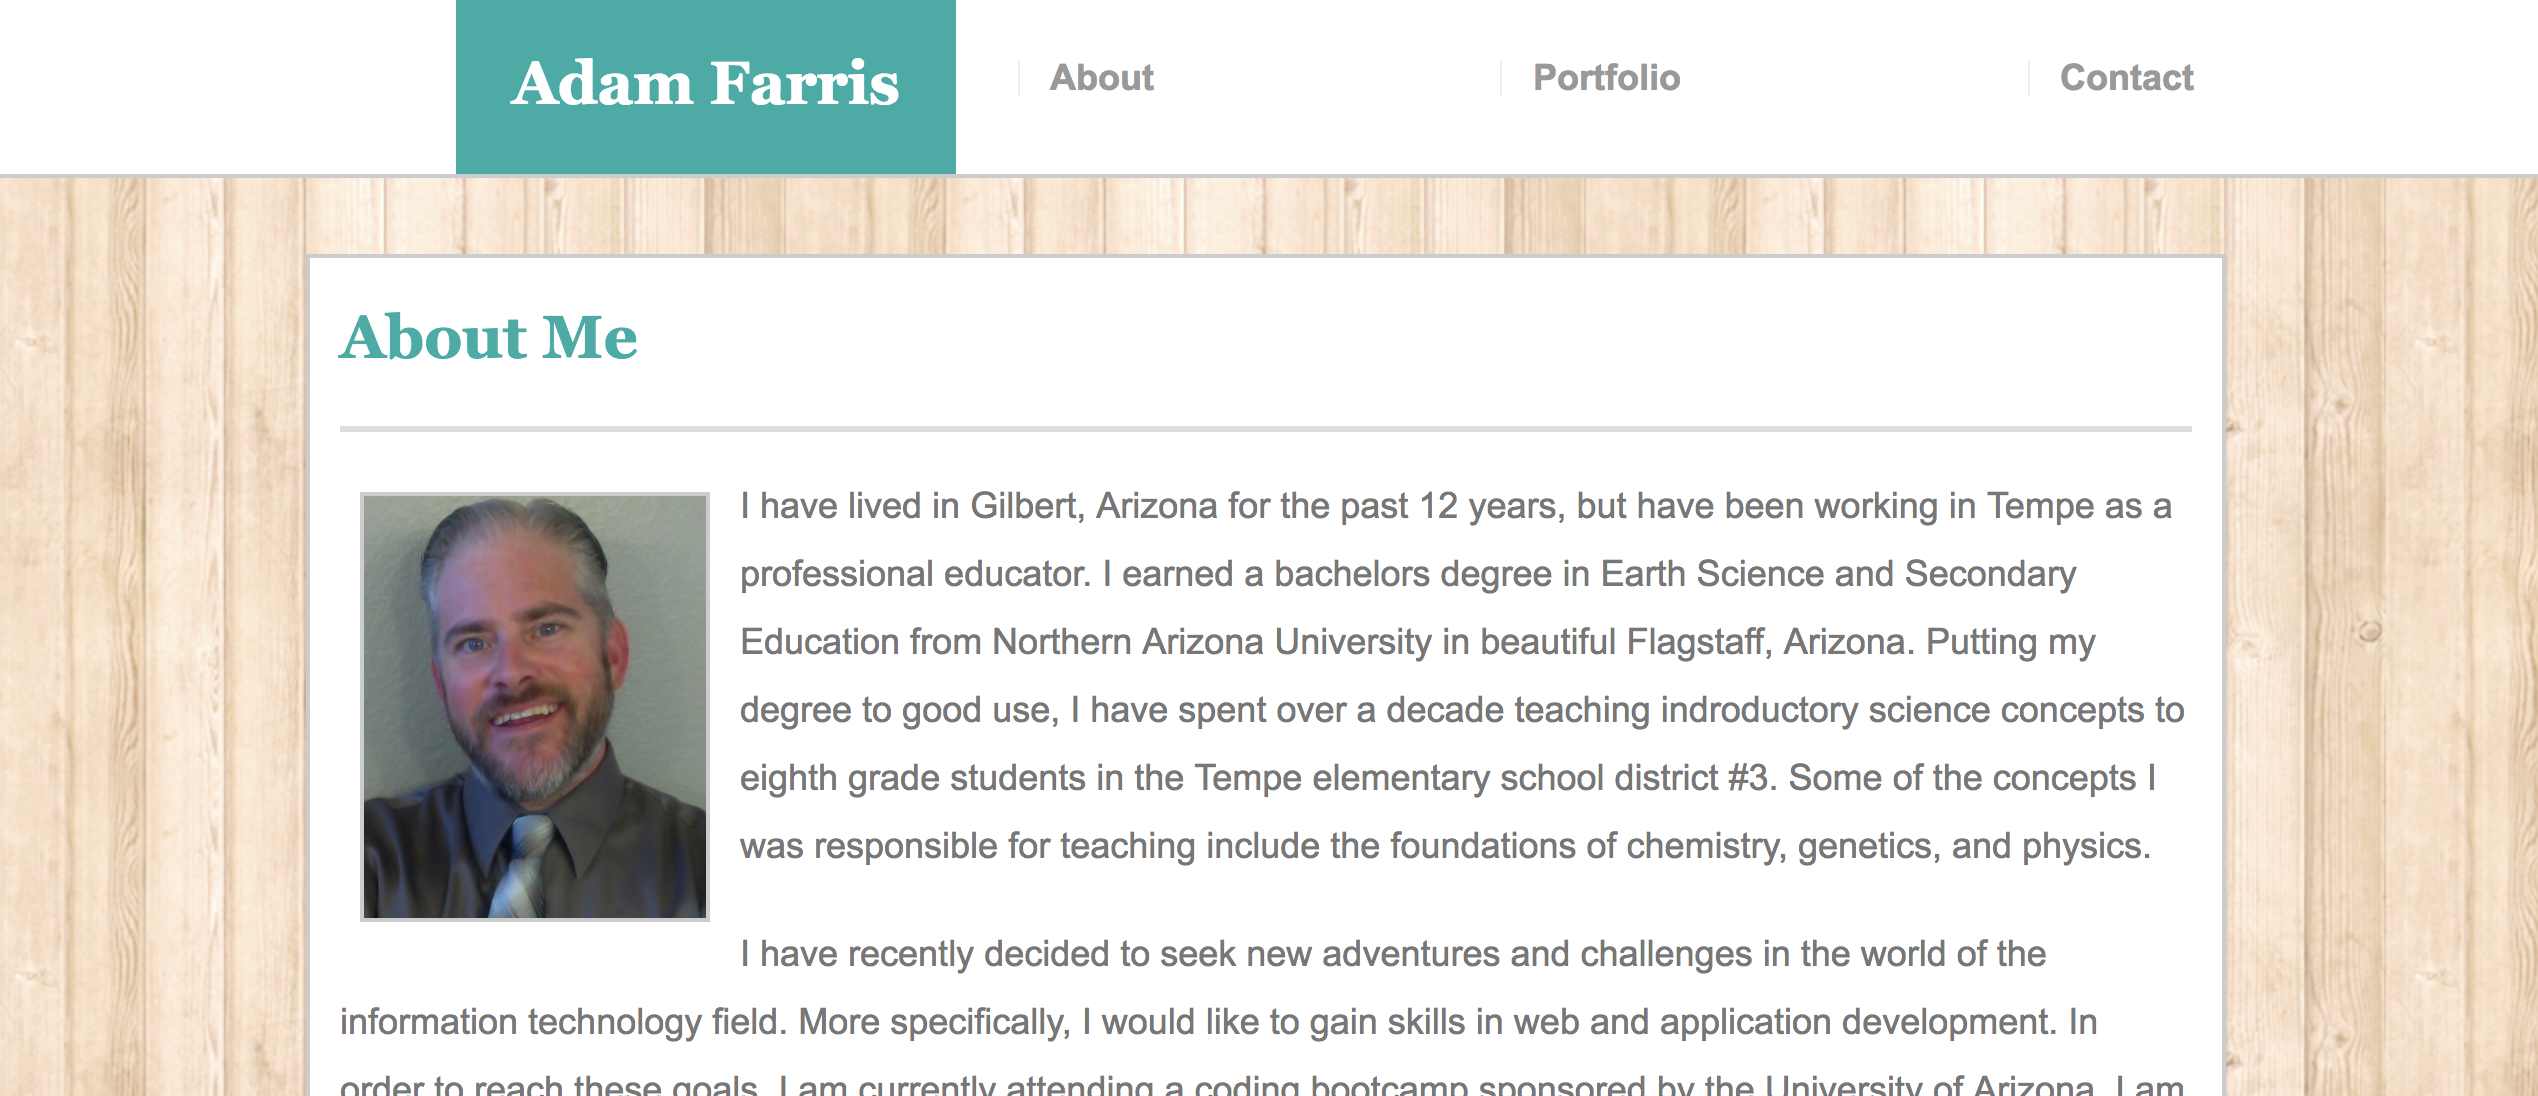 Adam Farris
About
Portfolio
Contact
About Me
I have lived in Gilbert, Arizona for the past 12 years, but have been working in Tempe as a
professional educator. I earned a bachelors degree in Earth Science and Secondary
Education from Northern Arizona University in beautiful Flagstaff, Arizona. Putting my
degree to good use, I have spent over a decade teaching indroductory science concepts to
eighth grade students in the Tempe elementary school district #3. Some of the concepts I
was responsible for teaching include the foundations of chemistry, genetics, and physics.
I have recently decided to seek new adventures and challenges in the world of the
information technology field. More specifically, I would like to gain skills in web and application development. In
order to reach these goals, I am currently attending a coding bootcamp sponsored by the University of Arizona. I am